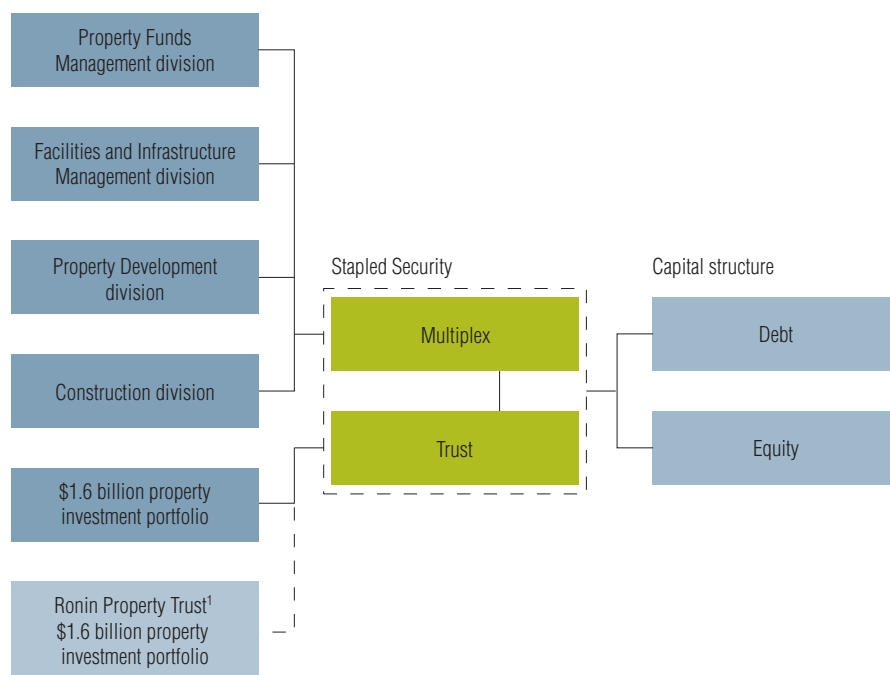 Property Funds
Management division
Facilities and Infrastructure
Management division
Property Development
division
Construction division
$1.6 billion property
investment portfolio
Ronin Property Trust¹
$1.6 billion property
investment portfolio
Stapled Security
Multiplex
Trust
Capital structure
Debt
Equity